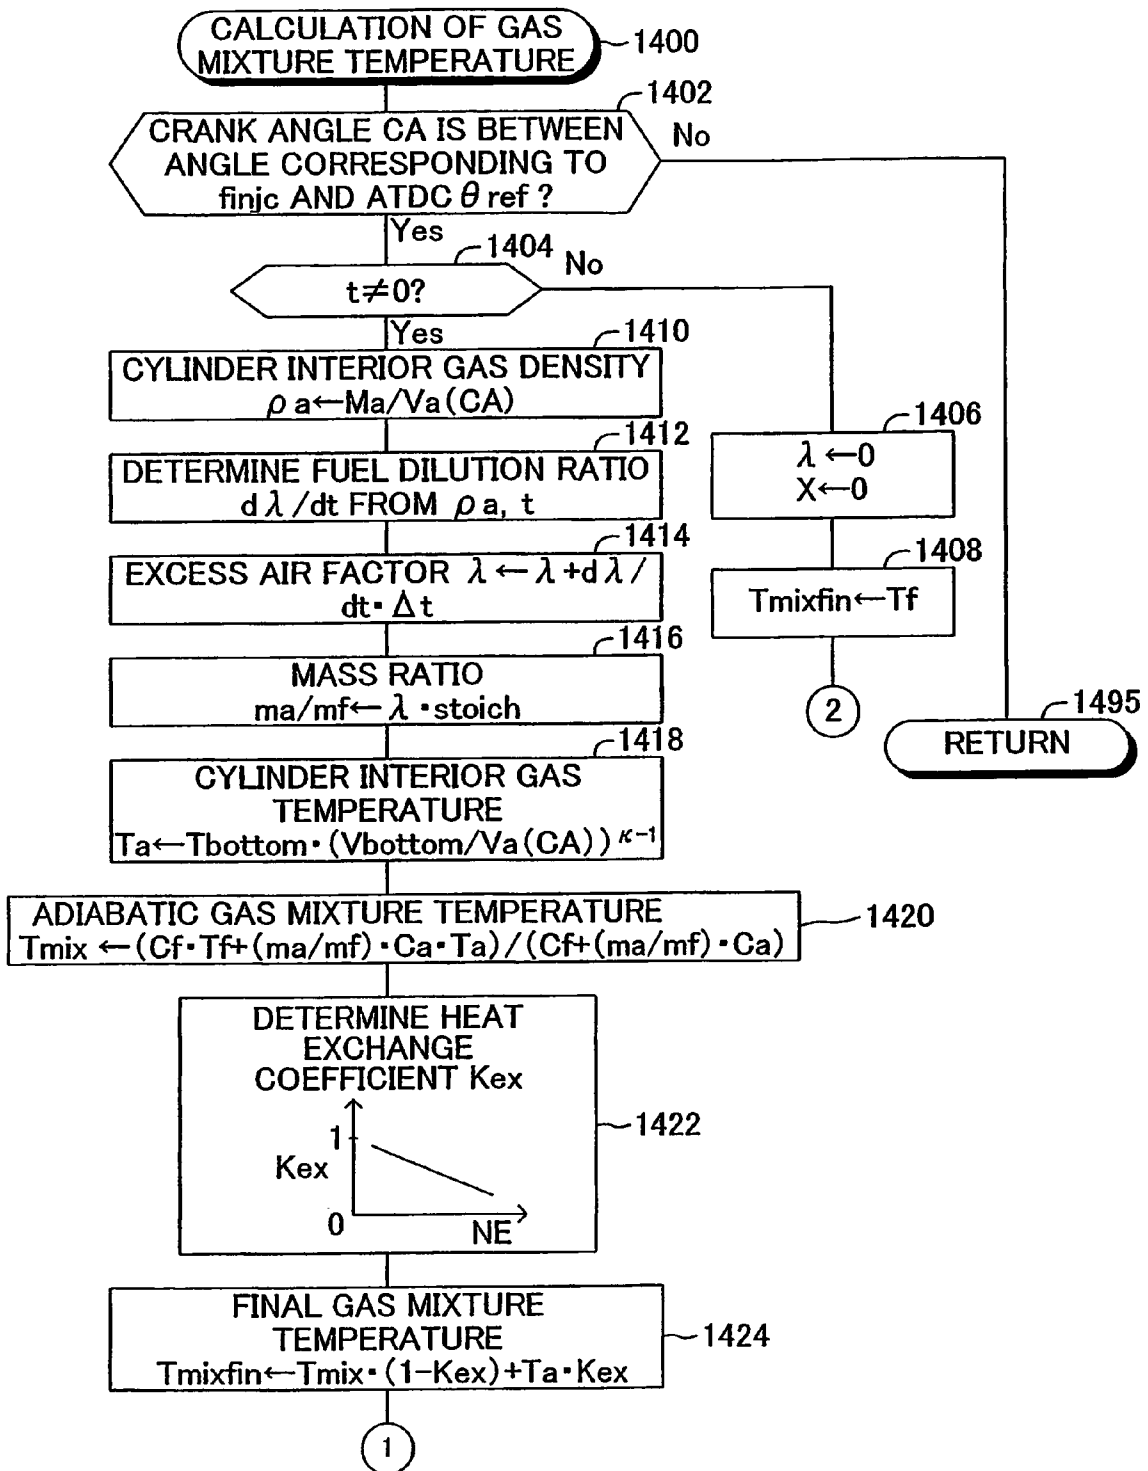 CALCULATION OF GAS
MIXTURE TEMPERATURE
1400
1402
CRANK ANGLE CA IS BETWEEN
ANGLE CORRESPONDING TO
finjc AND ATDC θ ref ?
No
Yes
1404
t≠0?
No
Yes
1410
CYLINDER INTERIOR GAS DENSITY
ρ a←Ma/Va(CA)
1412
DETERMINE FUEL DILUTION RATIO
d λ/dt FROM ρ a, t
1414
EXCESS AIR FACTOR λ ← λ +d λ/
dt・Δt
1416
MASS RATIO
ma/mf← λ ・stoich
1418
CYLINDER INTERIOR GAS
TEMPERATURE
Ta←Tbottom・(Vbottom/Va(CA)) κ-1
1406
λ ←0
X←0
1408
Tmixfin←Tf
2
1495
RETURN
ADIABATIC GAS MIXTURE TEMPERATURE
Tmix ←(Cf・Tf+(ma/mf)・Ca・Ta)/(Cf+(ma/mf)・Ca)
1420
DETERMINE HEAT
EXCHANGE
COEFFICIENT Kex
1
Kex
0
NE
1422
FINAL GAS MIXTURE
TEMPERATURE
Tmixfin←Tmix・(1-Kex)+Ta・Kex
1424
1